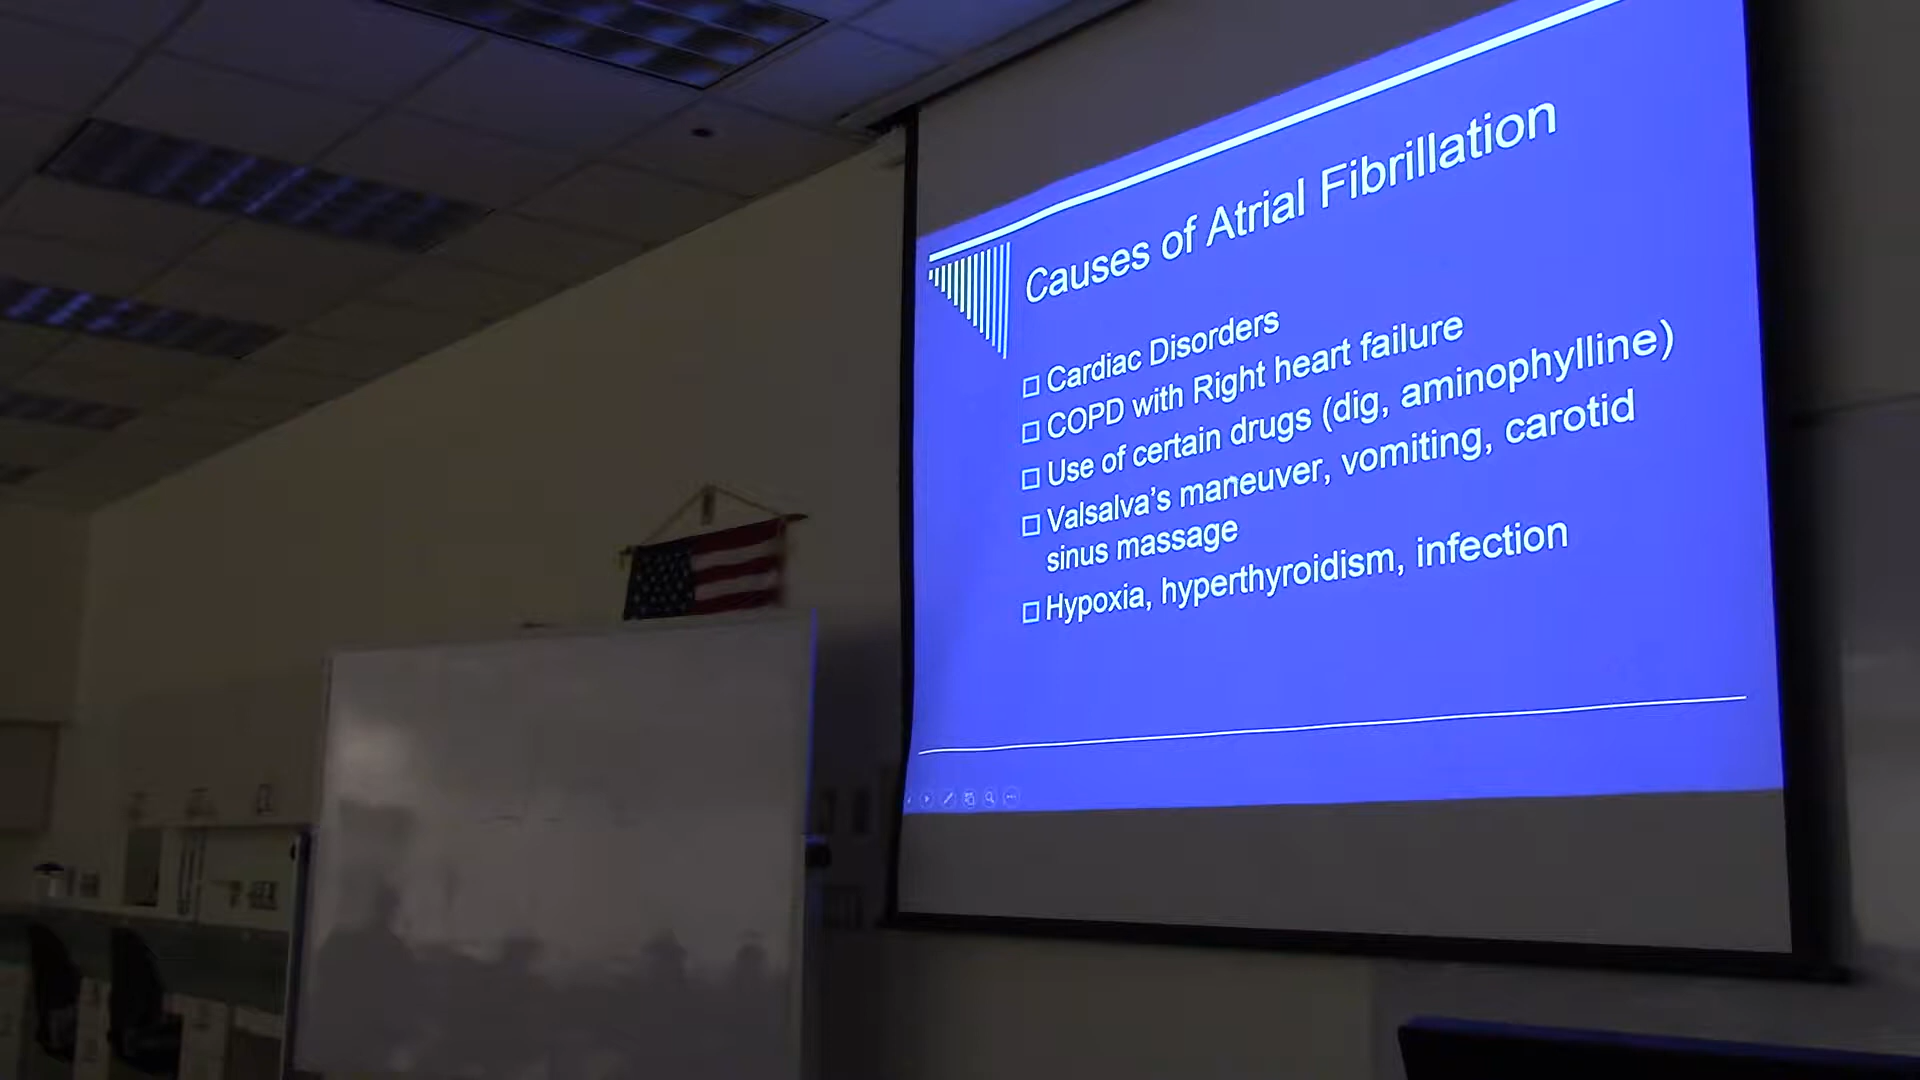 Causes of Atrial Fibrillation
Cardiac Disorders
COPD with Right heart failure
Use of certain drugs (dig, aminophylline)
Valsalva's maneuver, vomiting, carotid
sinus massage
Hypoxia, hyperthyroidism, infection